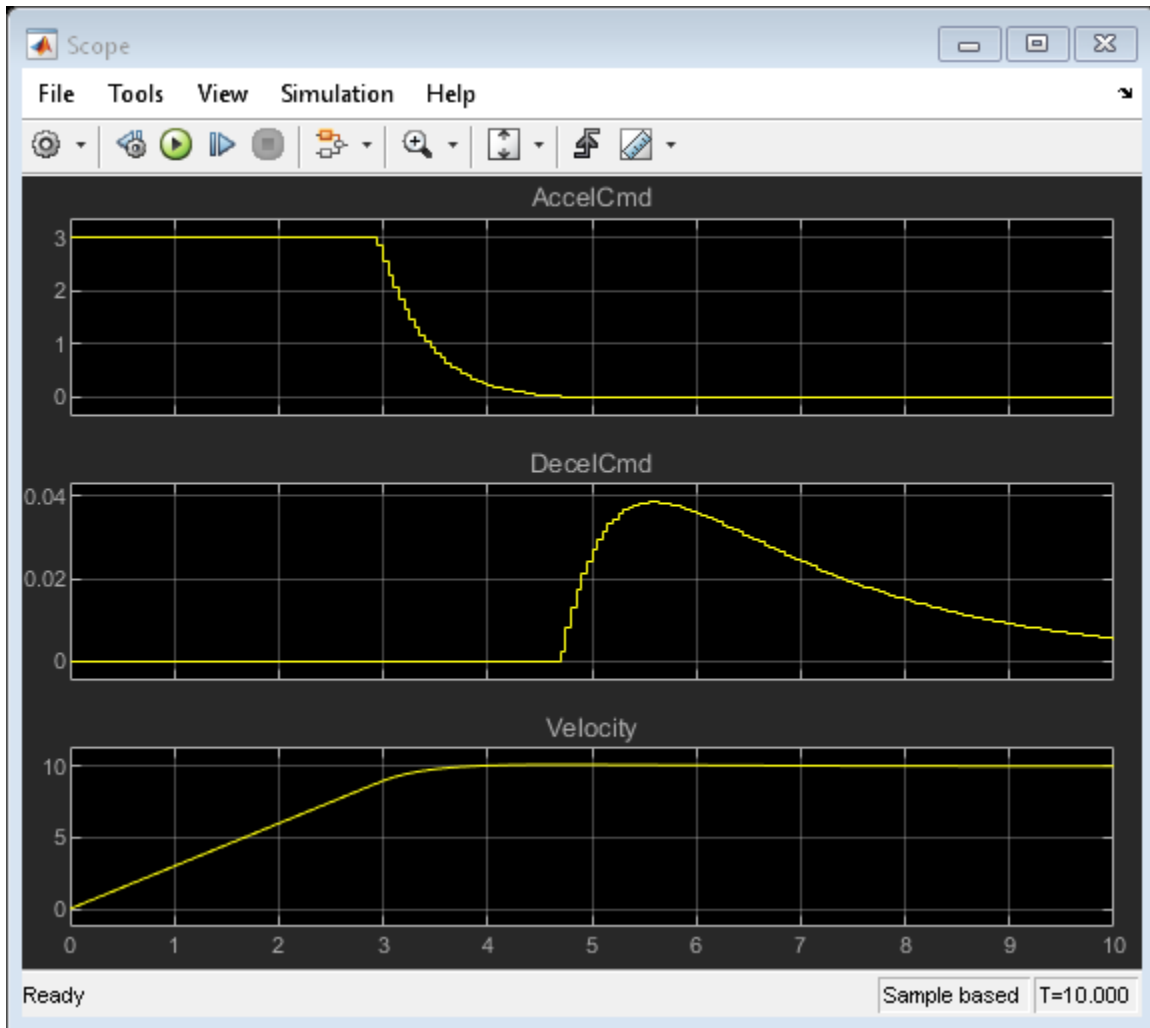 Scope
File Tools View Simulation Help
AccelCmd
3
2
1
0
DecelCmd
0.04
0.02
0
Velocity
10
5
0
0 1 2 3 4 5 6 7 8 9 10
Ready Sample based T=10.000